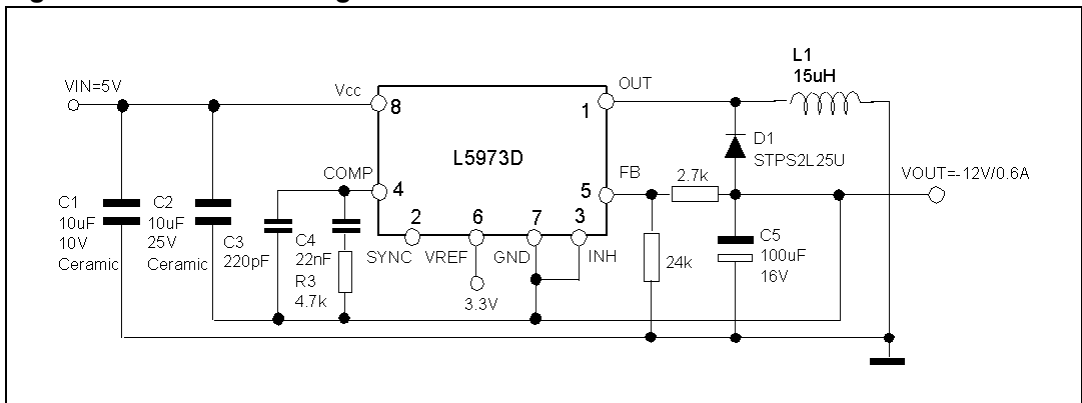 L1
15uH
VIN=5V
Vcc
8
OUT
1
L5973D
D1
STPS2L25U
COMP
4
FB
5
2.7k
VOUT=-12V/0.6A
C1
10uF
10V
Ceramic
C2
10uF
25V
Ceramic
C3
220pF
C4
22nF
R3
4.7k
2
SYNC
6
VREF
3.3V
7
GND
3
INH
24k
C5
100uF
16V